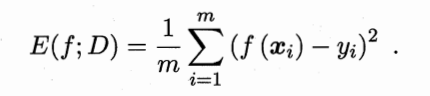 E(f; D) = \frac{1}{m} \sum_{i=1}^{m} (f(\boldsymbol{x}_i) - y_i)^2 .